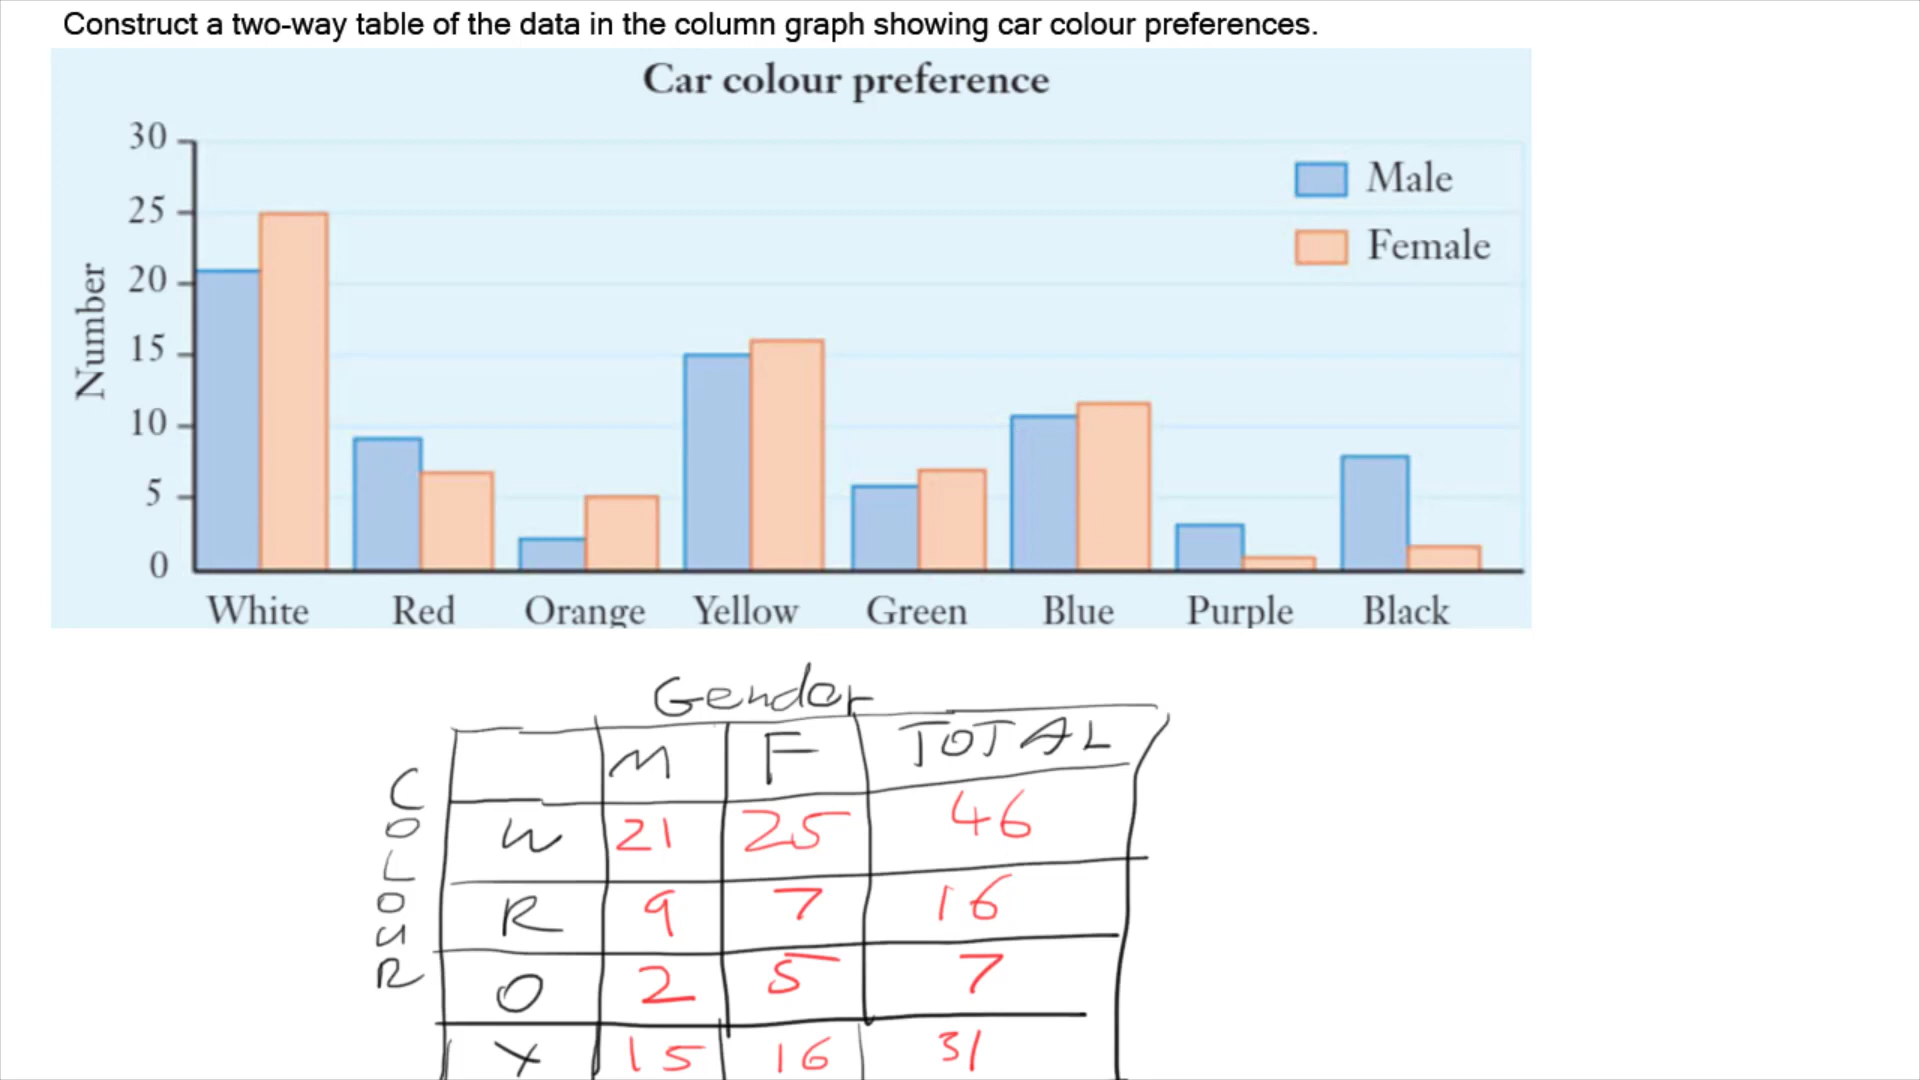 Construct a two-way table of the data in the column graph showing car colour preferences.
Car colour preference
30
25
20
15
10
5
0
Number
Male
Female
White Red Orange Yellow Green Blue Purple Black
Gender
COLOUR
M F TOTAL
W 21 25 46
R 9 7 16
O 2 5 7
Y 15 16 31